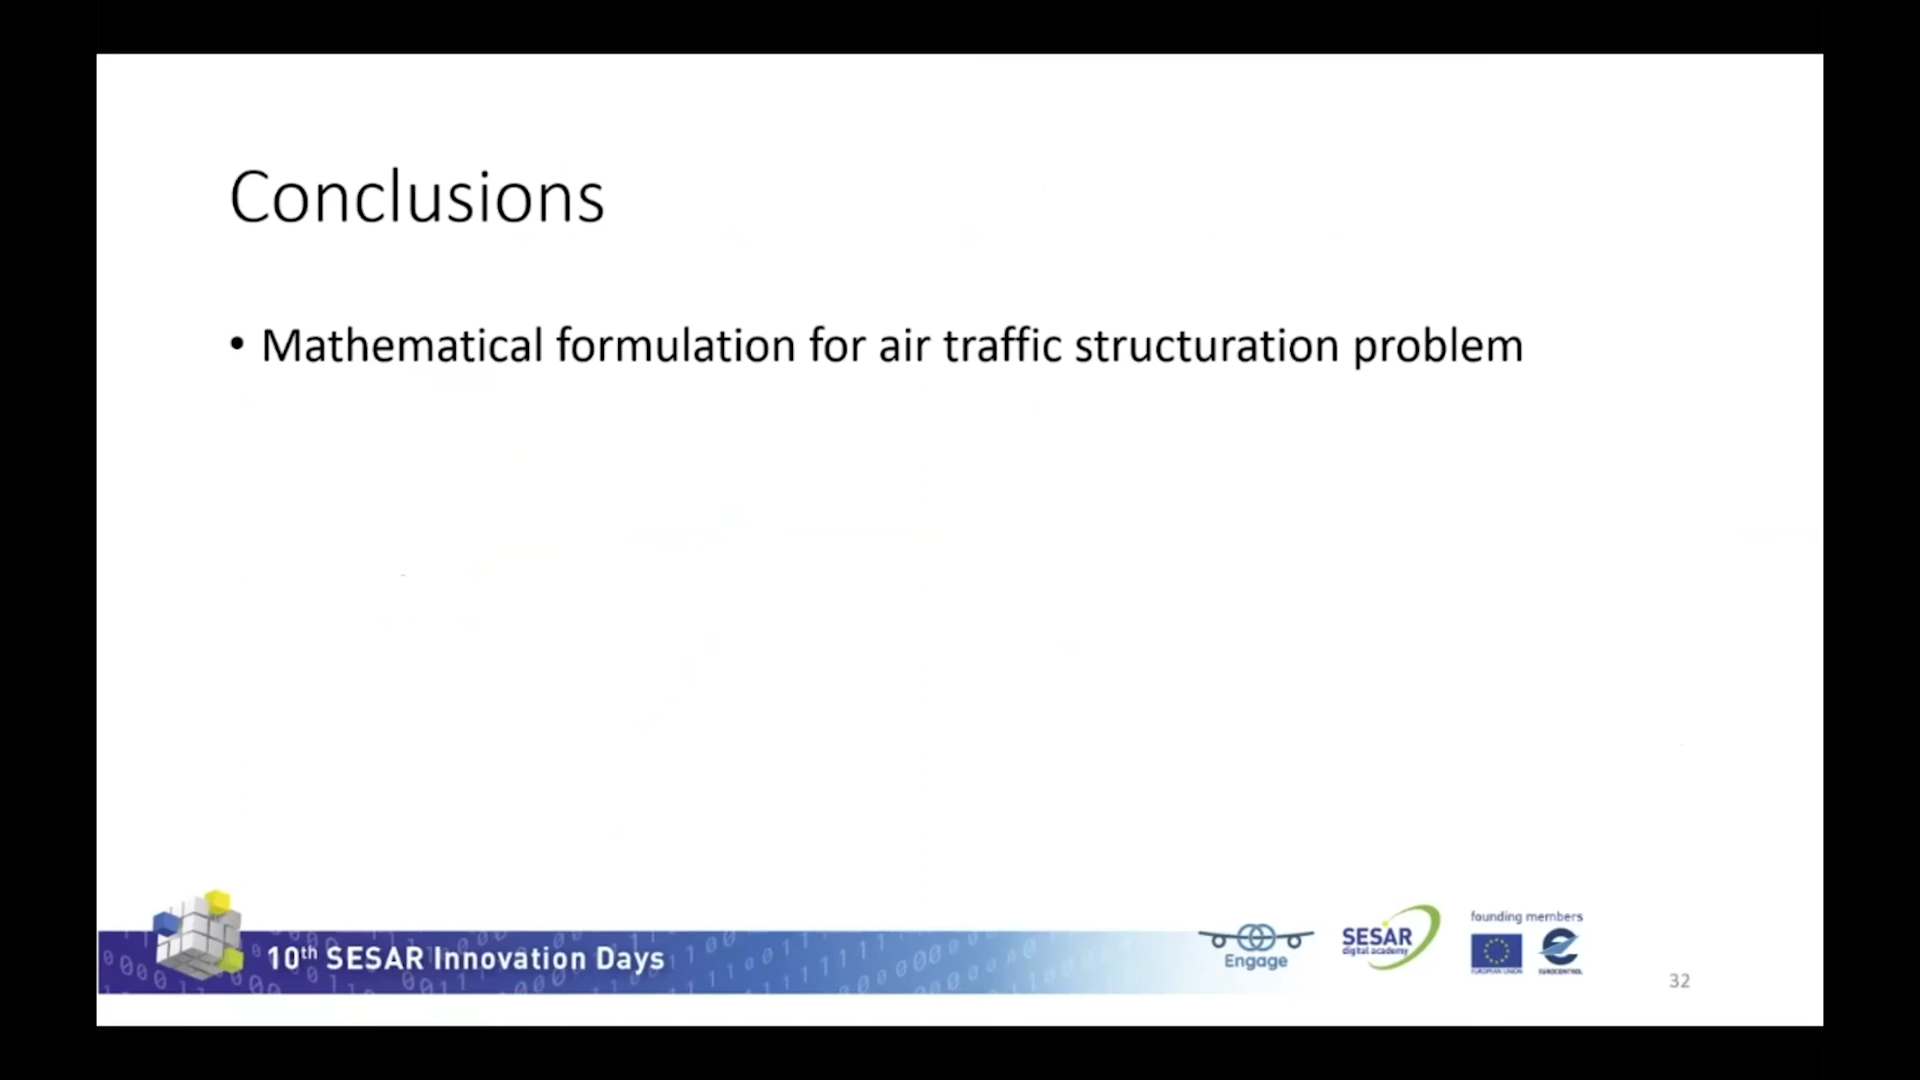 Conclusions
• Mathematical formulation for air traffic structuration problem
10th SESAR Innovation Days
Engage
SESAR
digital academy
founding members
EUROPEAN UNION
EUROCONTROL
32